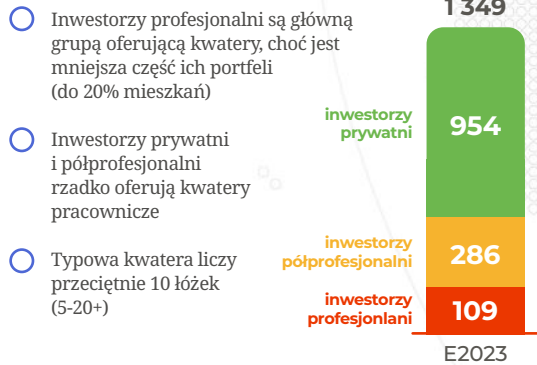 Inwestorzy profesjonalni są główną
grupą oferującą kwatery, choć jest
mniejsza część ich portfeli
(do 20% mieszkań)
Inwestorzy prywatni
i półprofesjonalni
rzadko oferują kwatery
pracownicze
Typowa kwatera liczy
przeciętnie 10 łóżek
(5-20+)
1 349
inwestorzy
prywatni
954
inwestorzy
półprofesjonalni
286
inwestorzy
profesjonlani
109
E2023